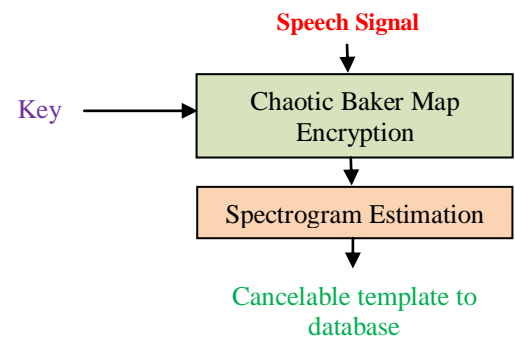 Speech Signal
Key
Chaotic Baker Map
Encryption
Spectrogram Estimation
Cancelable template to
database